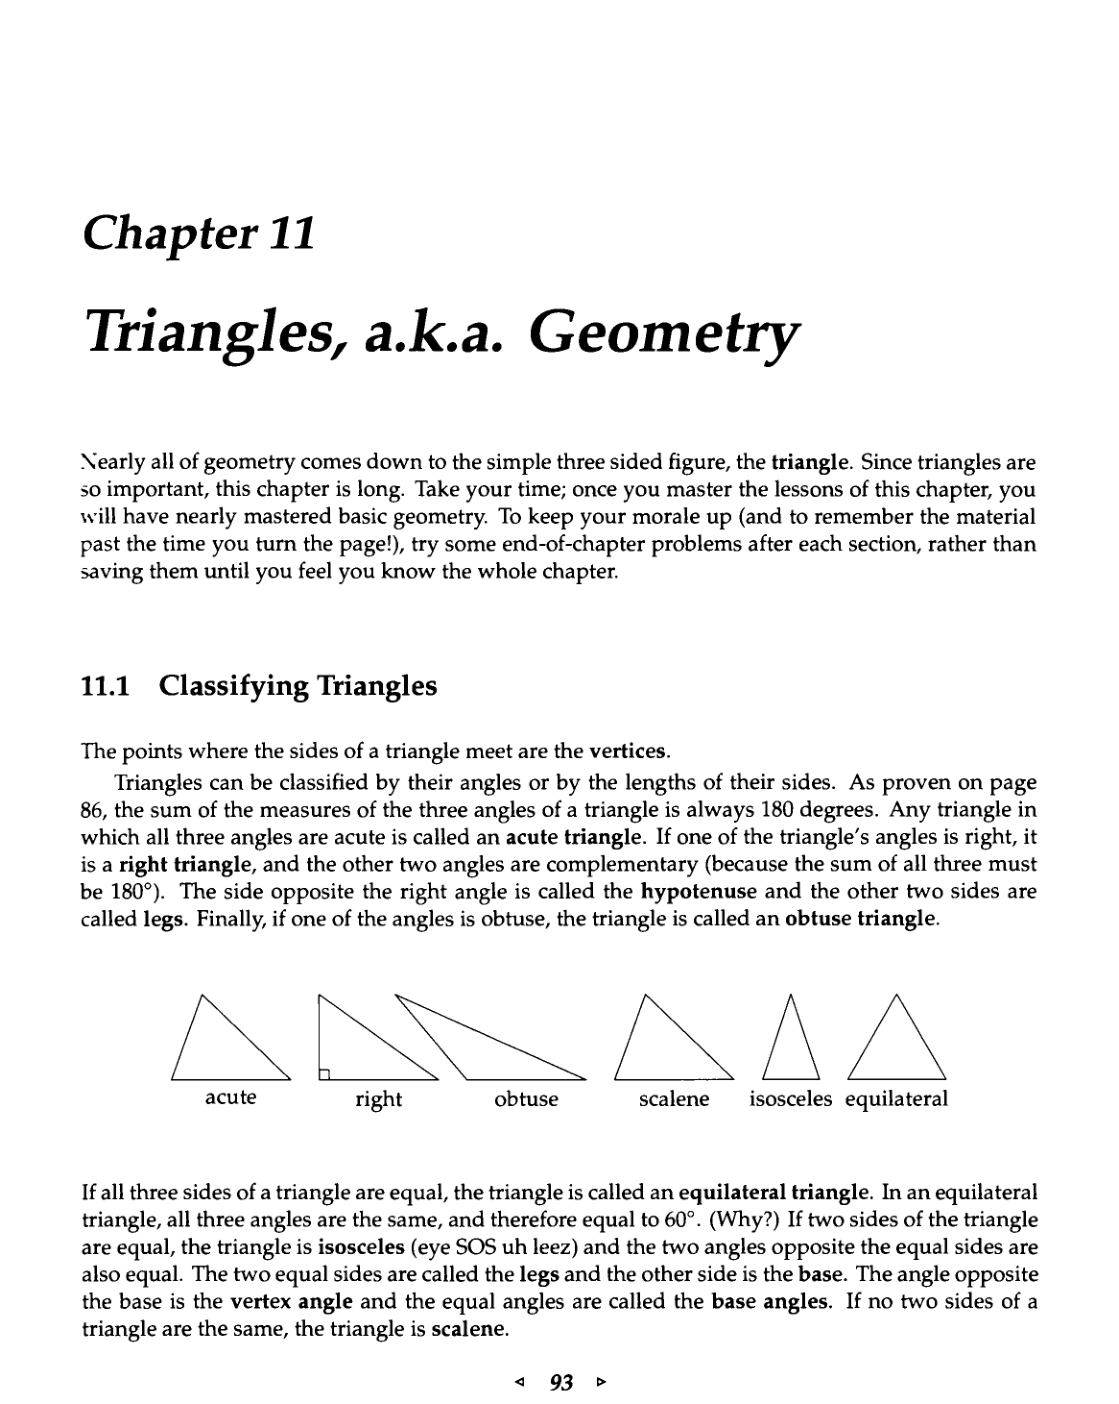 Chapter 11
Triangles, a.k.a. Geometry
Nearly all of geometry comes down to the simple three sided figure, the triangle. Since triangles are
so important, this chapter is long. Take your time; once you master the lessons of this chapter, you
will have nearly mastered basic geometry. To keep your morale up (and to remember the material
past the time you turn the page!), try some end-of-chapter problems after each section, rather than
saving them until you feel you know the whole chapter.
11.1 Classifying Triangles
The points where the sides of a triangle meet are the vertices.
Triangles can be classified by their angles or by the lengths of their sides. As proven on page
86, the sum of the measures of the three angles of a triangle is always 180 degrees. Any triangle in
which all three angles are acute is called an acute triangle. If one of the triangle's angles is right, it
is a right triangle, and the other two angles are complementary (because the sum of all three must
be 180°). The side opposite the right angle is called the hypotenuse and the other two sides are
called legs. Finally, if one of the angles is obtuse, the triangle is called an obtuse triangle.
acute right obtuse scalene isosceles equilateral
If all three sides of a triangle are equal, the triangle is called an equilateral triangle. In an equilateral
triangle, all three angles are the same, and therefore equal to 60°. (Why?) If two sides of the triangle
are equal, the triangle is isosceles (eye SOS uh leez) and the two angles opposite the equal sides are
also equal. The two equal sides are called the legs and the other side is the base. The angle opposite
the base is the vertex angle and the equal angles are called the base angles. If no two sides of a
triangle are the same, the triangle is scalene.
◃ 93 ▹